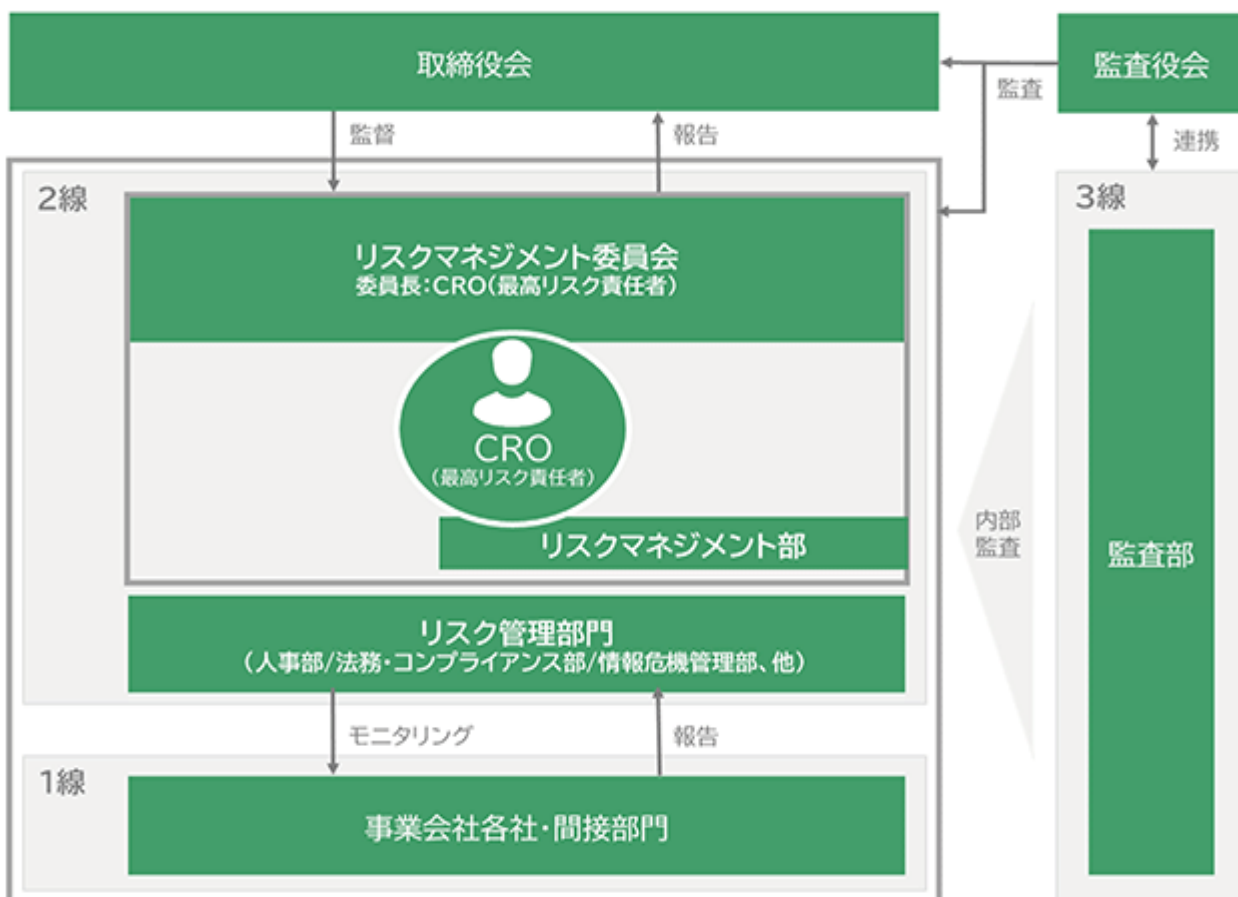 取締役会
監査役会
監査
監督
報告
連携
2線
3線
リスクマネジメント委員会
委員長:CRO(最高リスク責任者)
CRO
(最高リスク責任者)
リスクマネジメント部
内部
監査
監査部
リスク管理部門
(人事部/法務・コンプライアンス部/情報危機管理部、他)
モニタリング
報告
1線
事業会社各社・間接部門